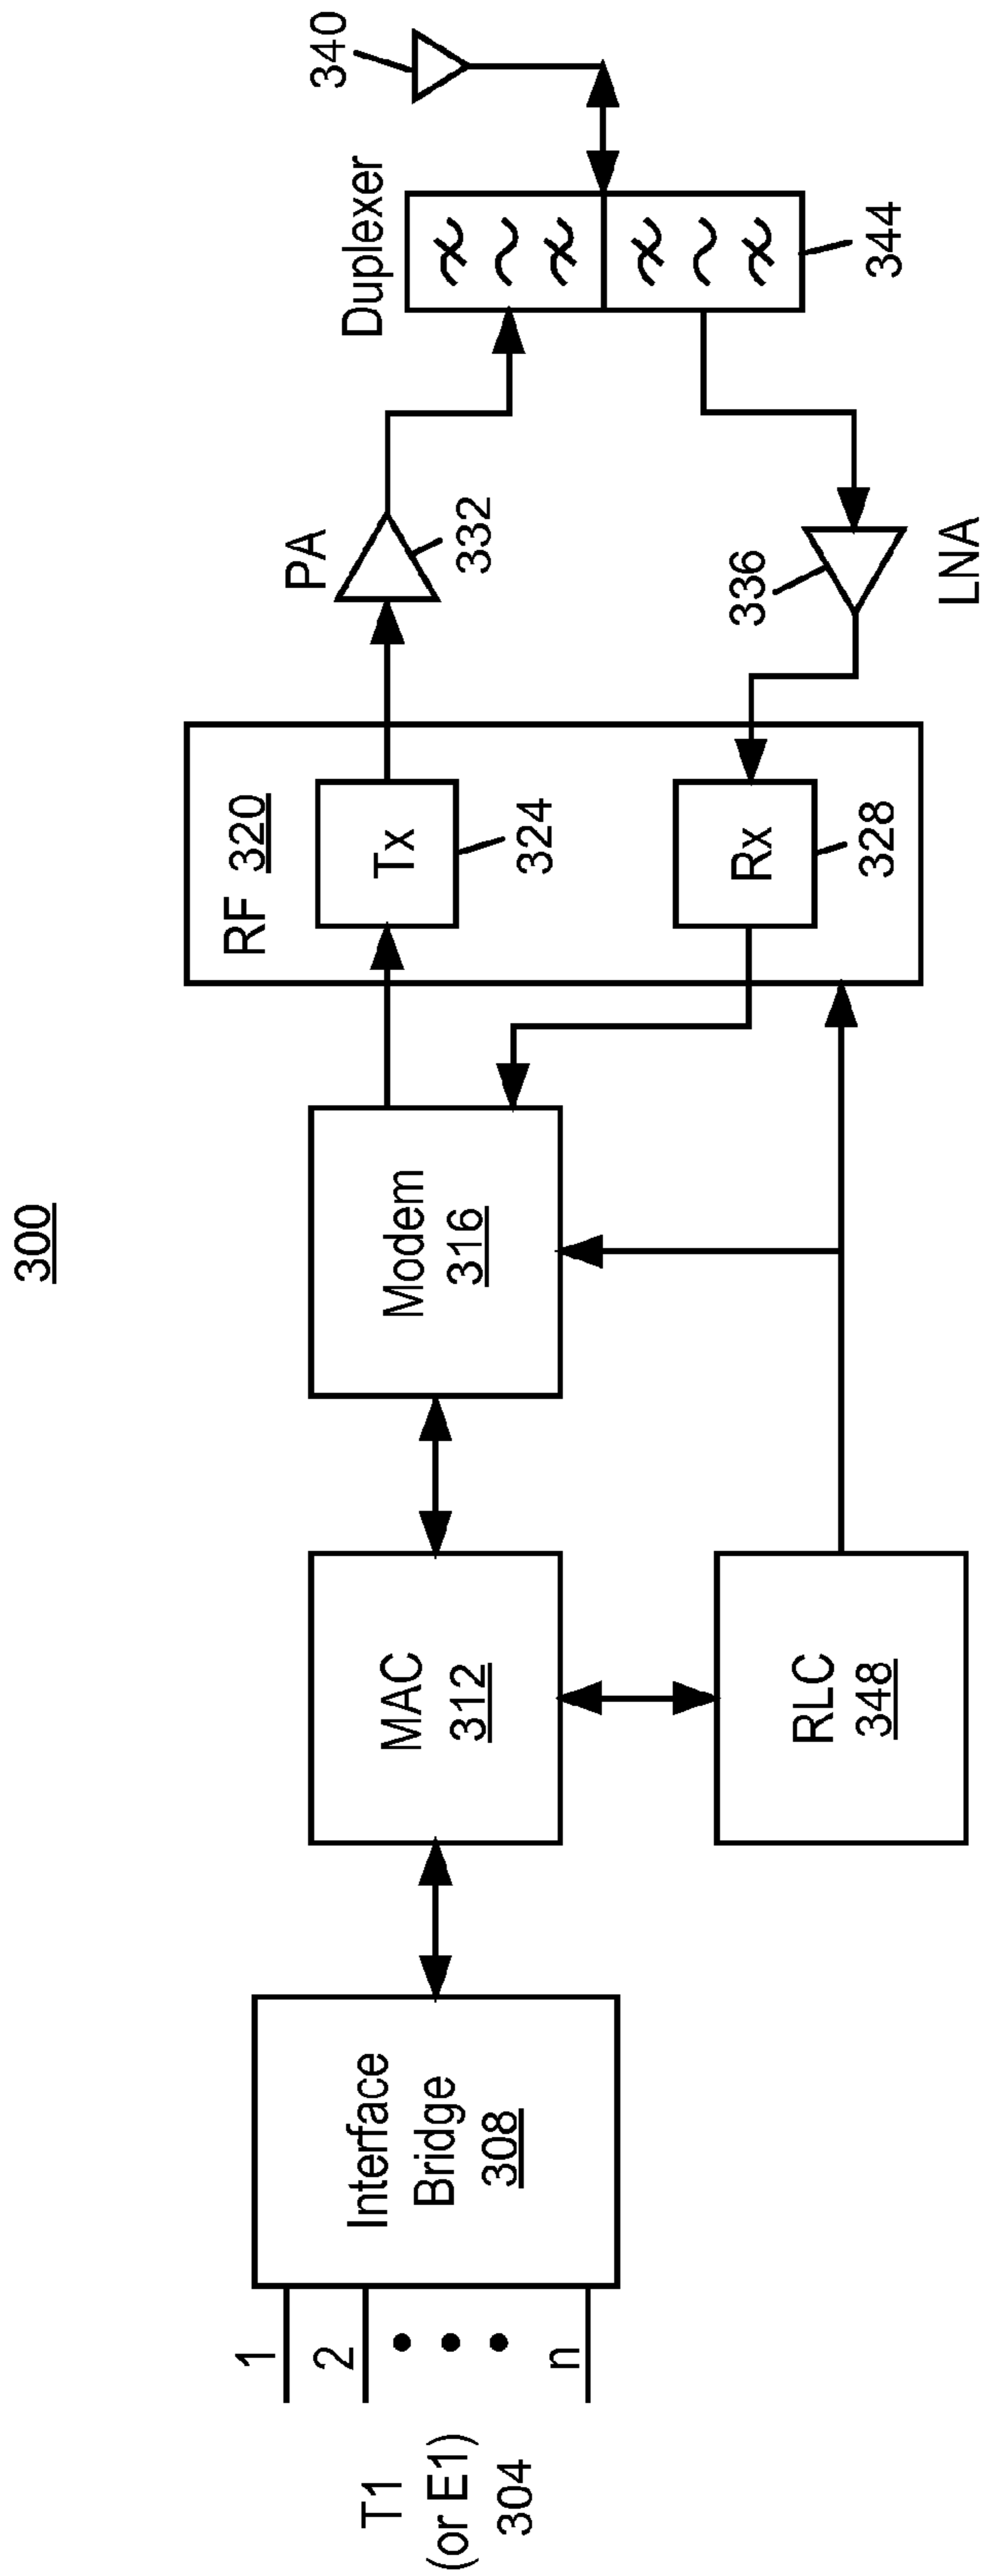 300
T1
(or E1)
304
1
2
n
Interface
Bridge
308
MAC
312
RLC
348
Modem
316
RF 320
Tx
324
Rx
328
PA
332
336
LNA
Duplexer
344
340